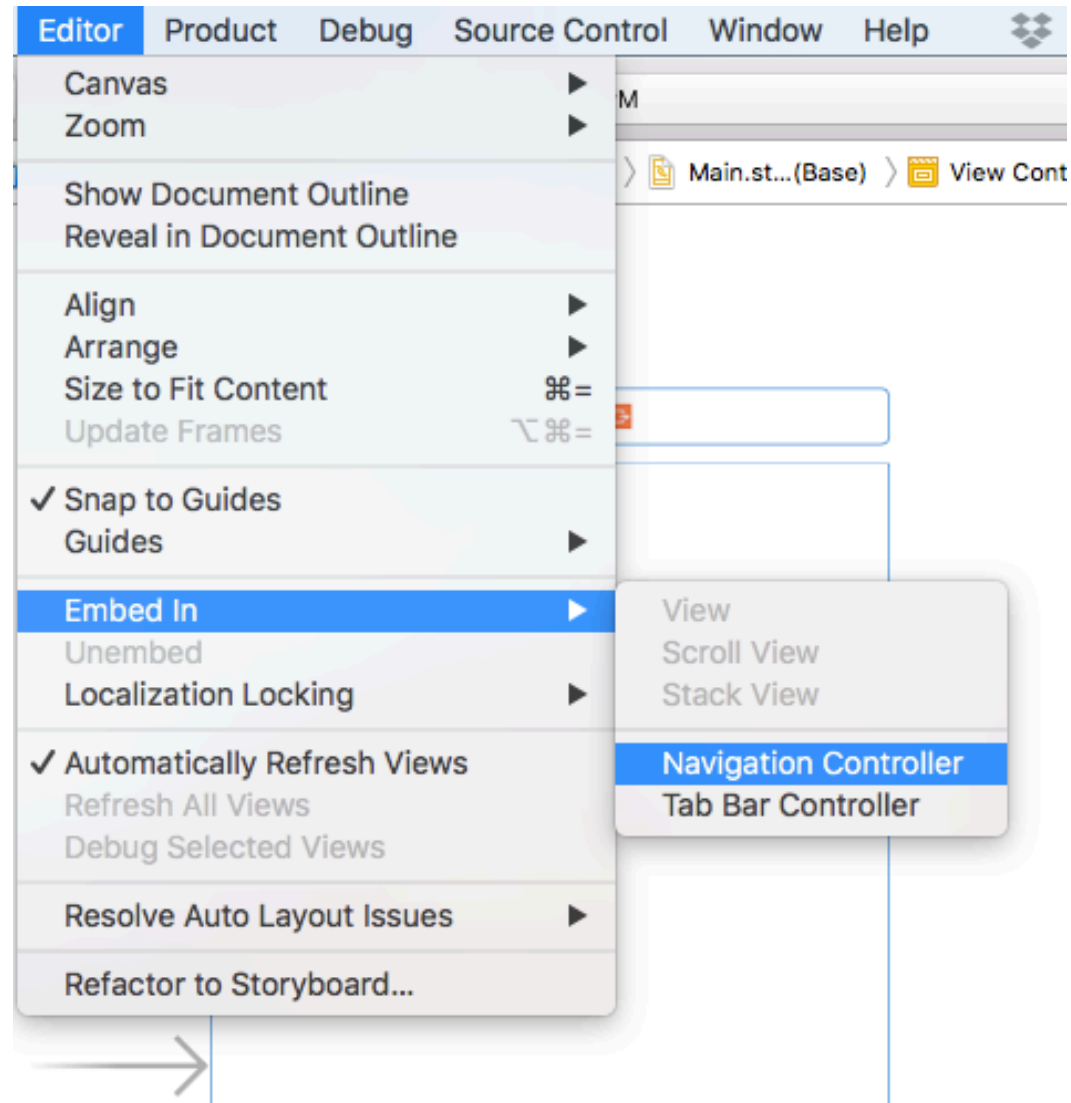 Editor Product Debug Source Control Window Help
Canvas
M
Zoom
Main.st...(Base) View Cont
Show Document Outline
Reveal in Document Outline
Align
Arrange
Size to Fit Content ⌘=
Update Frames ⌥⌘=
✓ Snap to Guides
Guides
Embed In
Unembed
Localization Locking
View
Scroll View
Stack View
✓ Automatically Refresh Views
Refresh All Views
Debug Selected Views
Navigation Controller
Tab Bar Controller
Resolve Auto Layout Issues
Refactor to Storyboard...